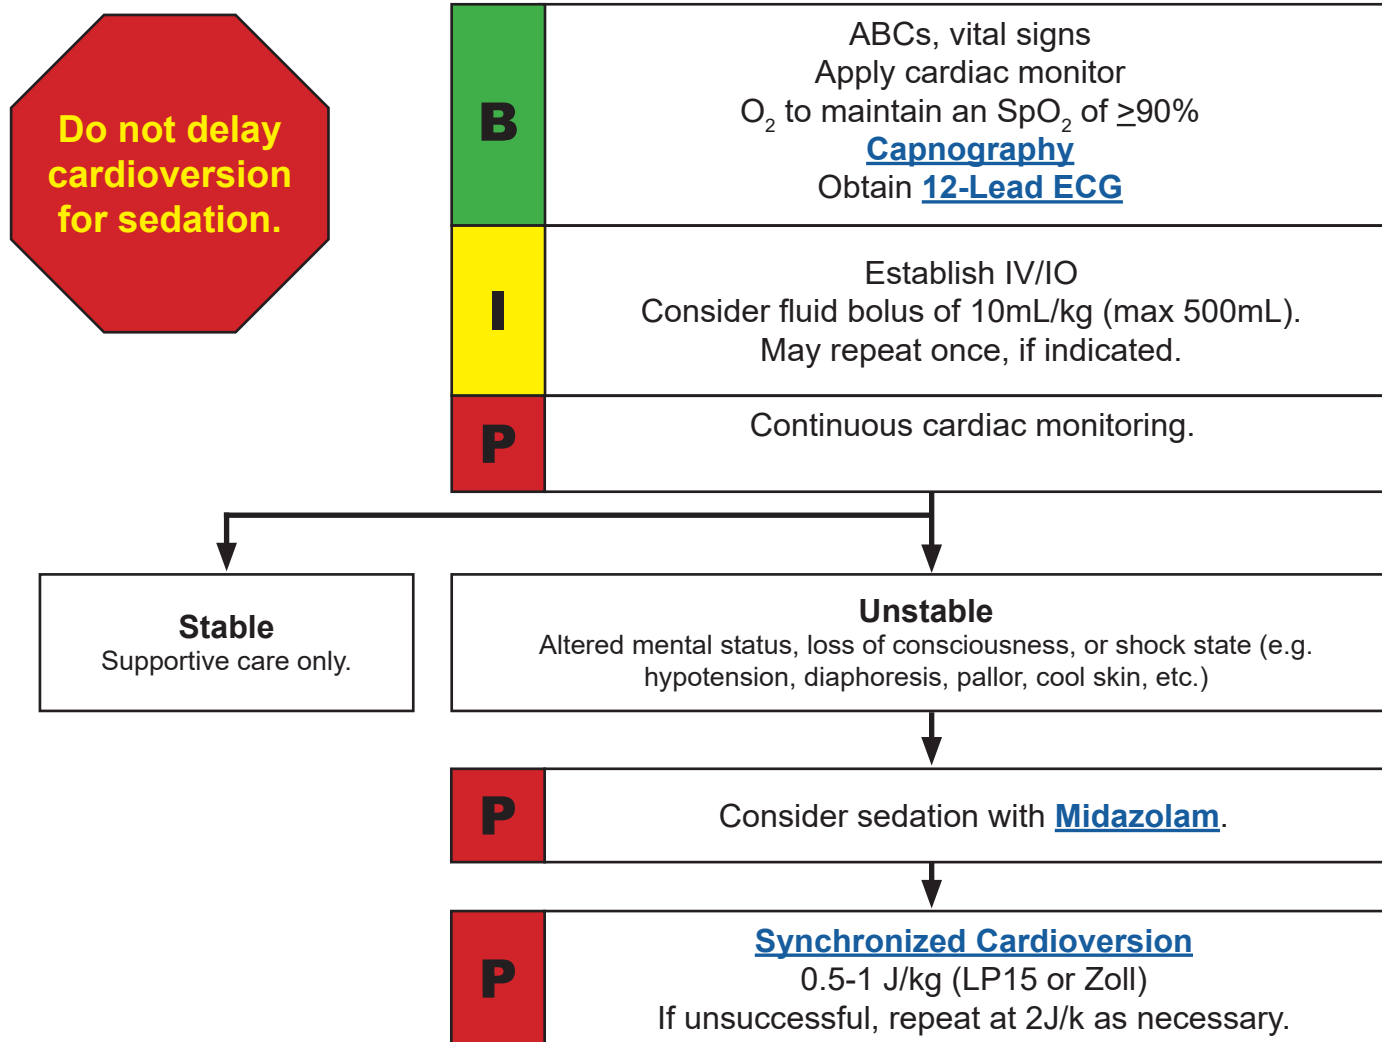 Do not delay
cardioversion
for sedation.
B
ABCs, vital signs
Apply cardiac monitor
O₂ to maintain an SpO₂ of ≥90%
Capnography
Obtain 12-Lead ECG
I
Establish IV/IO
Consider fluid bolus of 10mL/kg (max 500mL).
May repeat once, if indicated.
P
Continuous cardiac monitoring.
Stable
Supportive care only.
Unstable
Altered mental status, loss of consciousness, or shock state (e.g.
hypotension, diaphoresis, pallor, cool skin, etc.)
P
Consider sedation with Midazolam.
P
Synchronized Cardioversion
0.5-1 J/kg (LP15 or Zoll)
If unsuccessful, repeat at 2J/k as necessary.